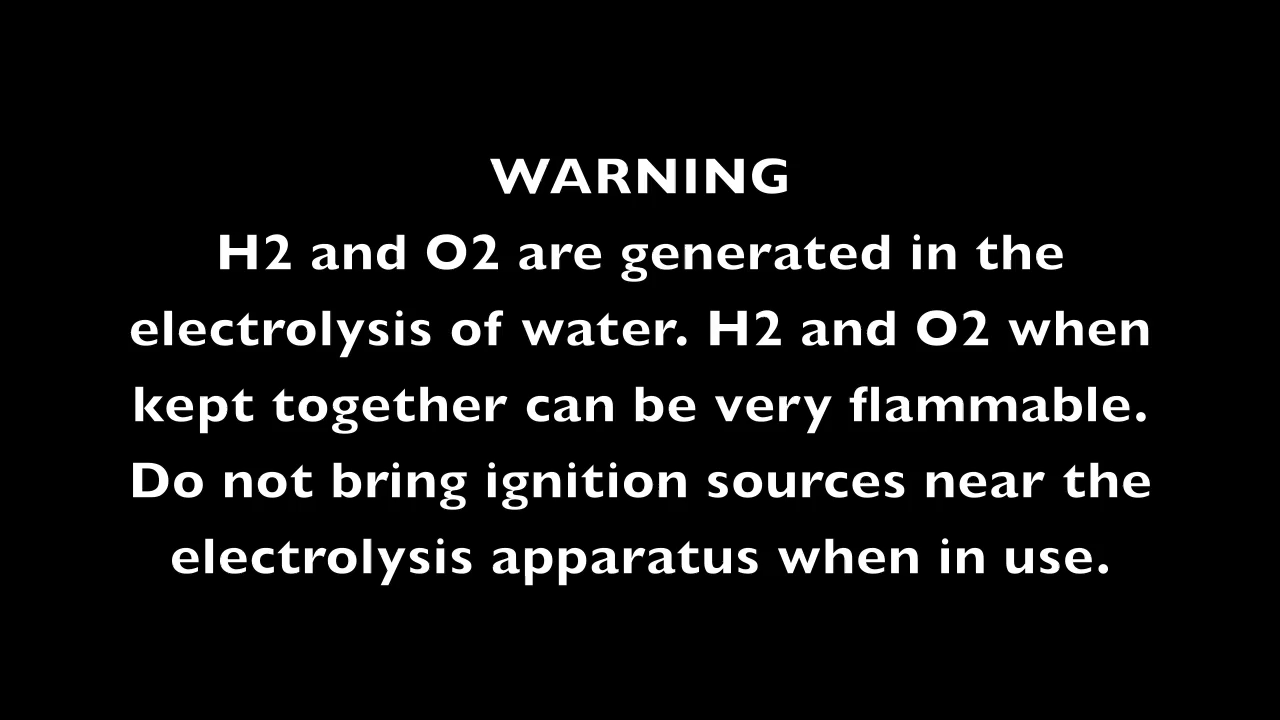 WARNING
H2 and O2 are generated in the
electrolysis of water. H2 and O2 when
kept together can be very flammable.
Do not bring ignition sources near the
electrolysis apparatus when in use.